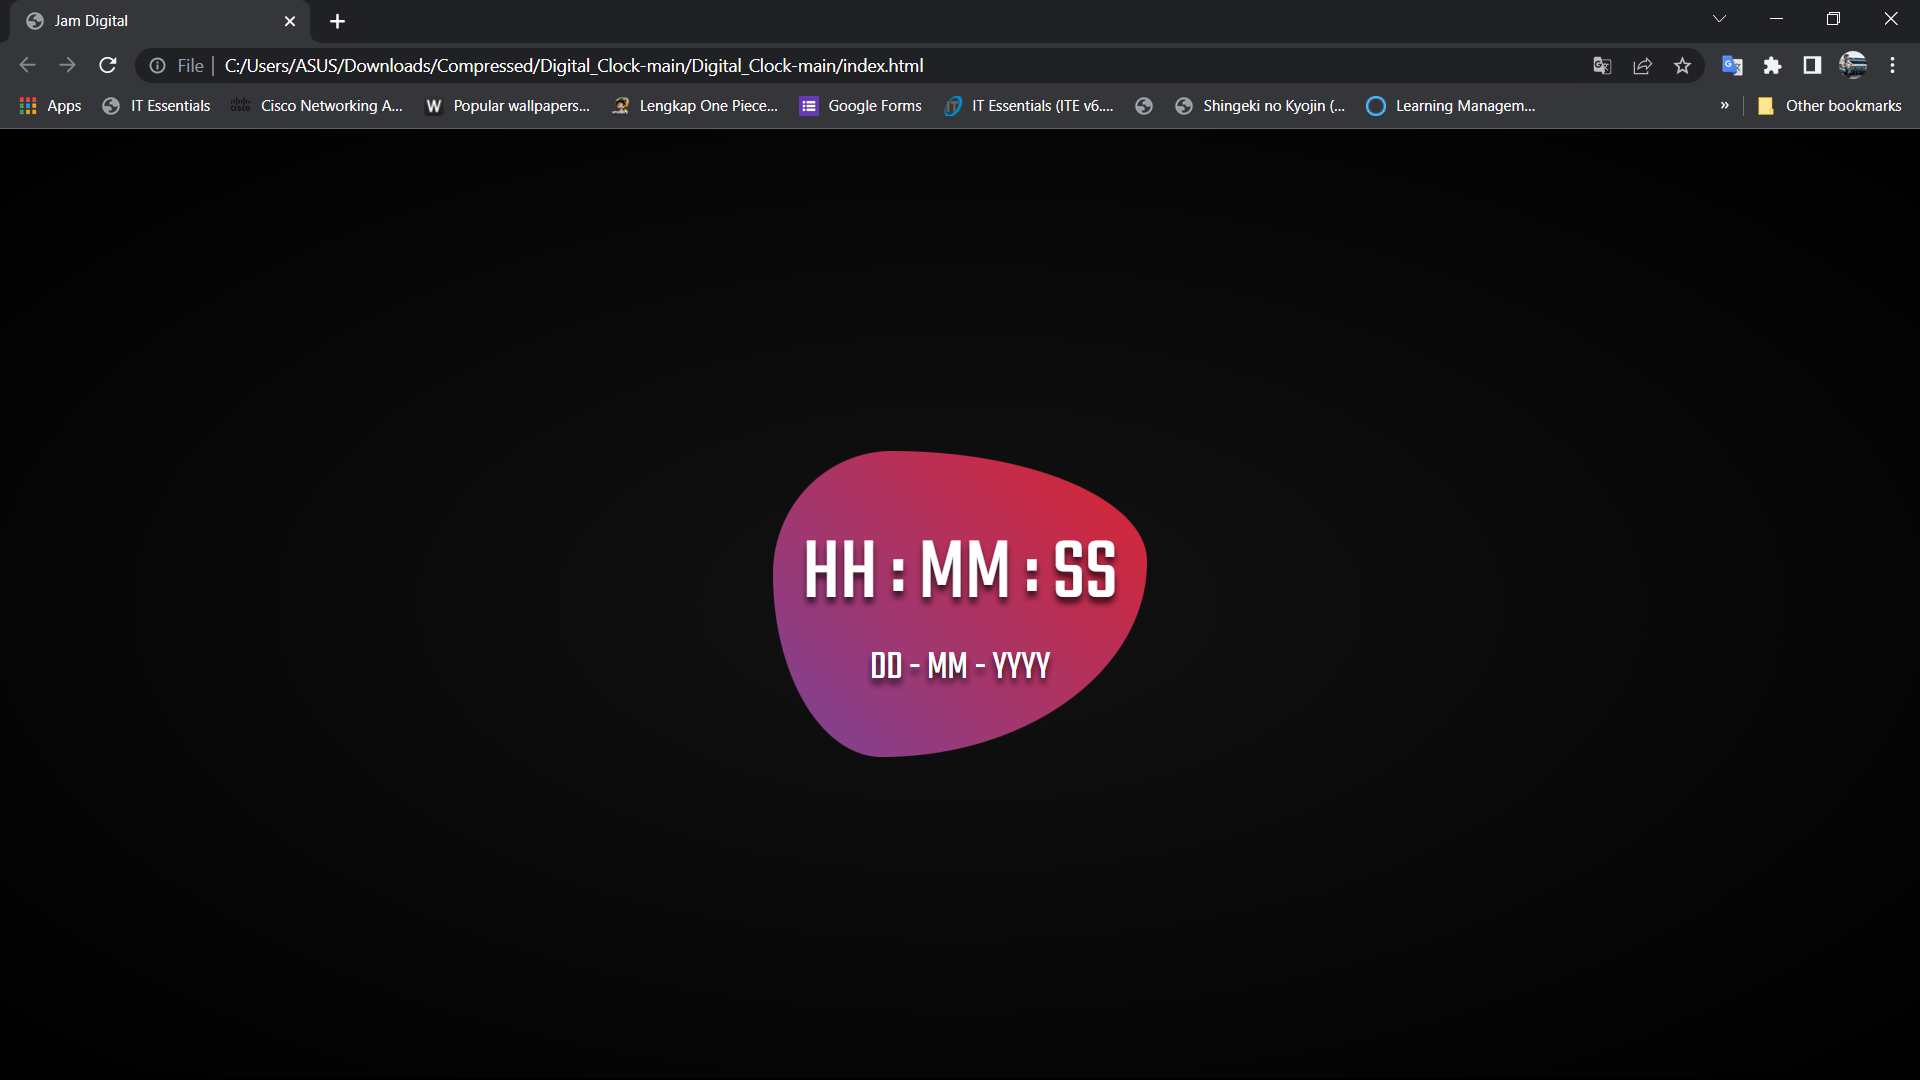 Jam Digital
File | C:/Users/ASUS/Downloads/Compressed/Digital_Clock-main/Digital_Clock-main/index.html
Apps IT Essentials Cisco Networking A... W Popular wallpapers... Lengkap One Piece... Google Forms IT Essentials (ITE v6.... Shingeki no Kyojin (... Learning Managem... » Other bookmarks
HH : MM : SS
DD - MM - YYYY